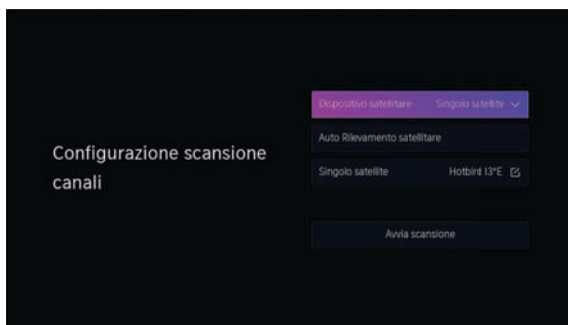 Configurazione scansione
canali
Dispositivo satellitare Singolo satellite
Auto Rilevamento satellitare
Singolo satellite Hotbird 13°E
Avvia scansione